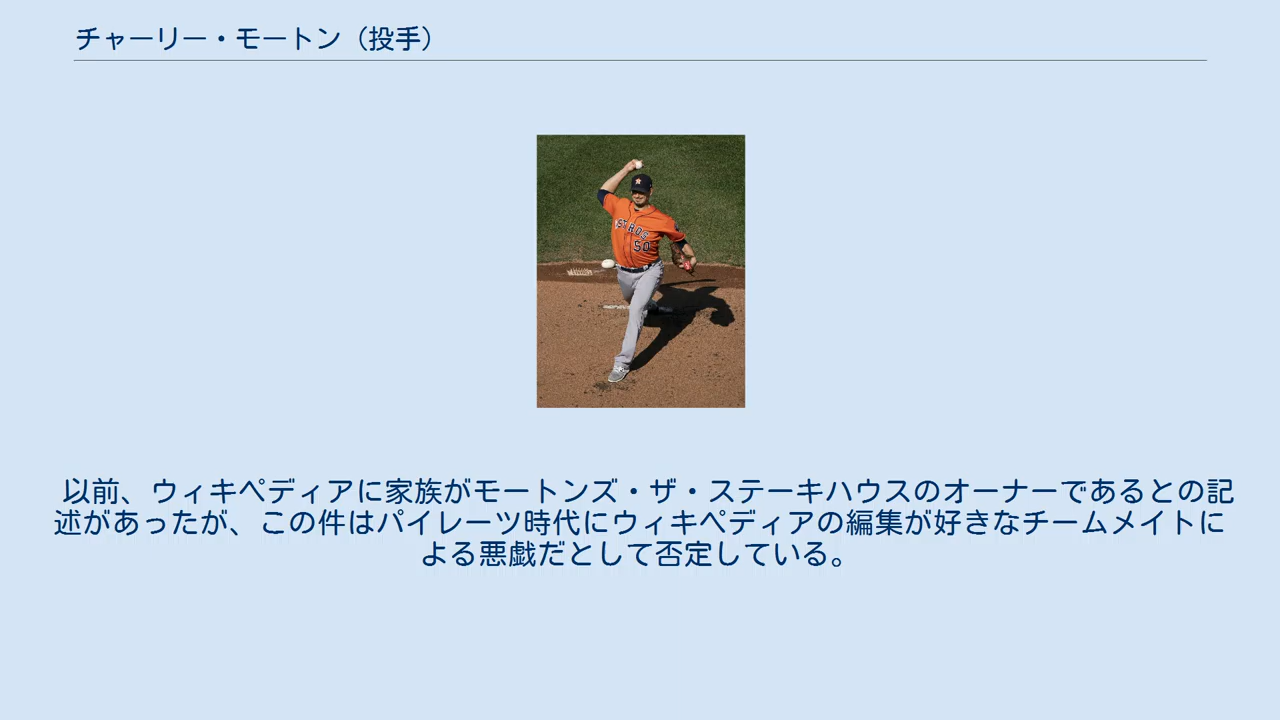 チャーリー・モートン（投手）
ASTROS
50
以前、ウィキペディアに家族がモートンズ・ザ・ステーキハウスのオーナーであるとの記
述があったが、この件はパイレーツ時代にウィキペディアの編集が好きなチームメイトに
よる悪戯だとして否定している。